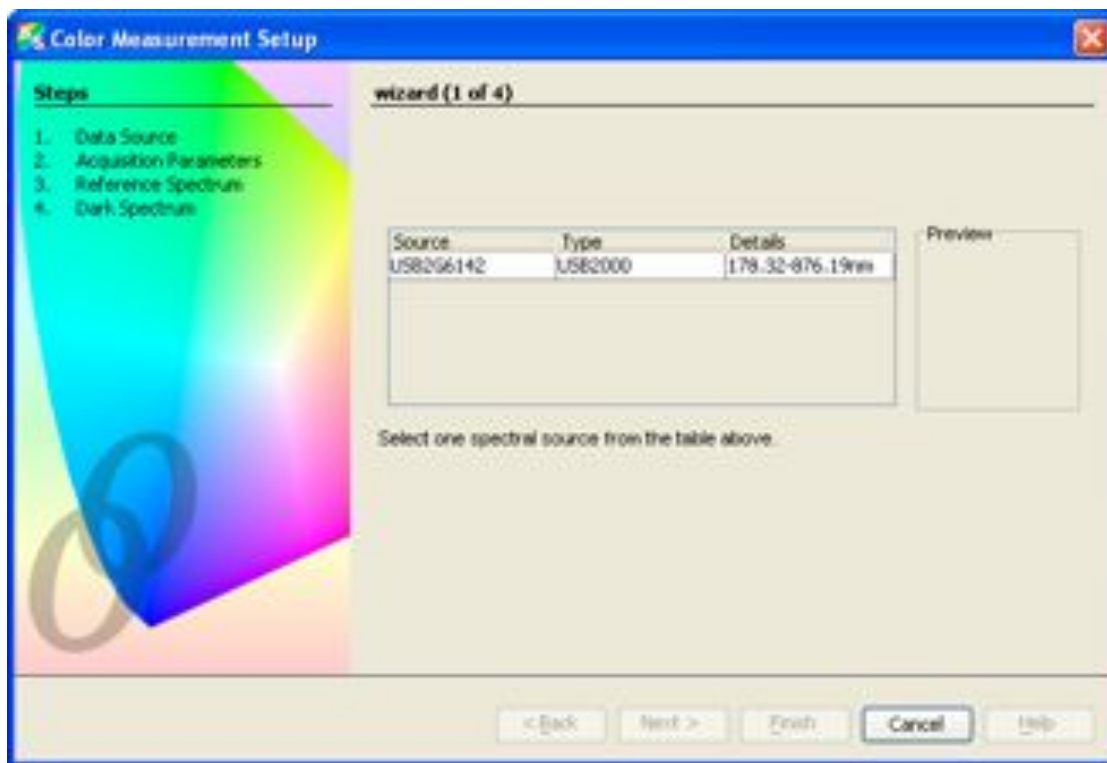 Color Measurement Setup
Steps
1. Data Source
2. Acquisition Parameters
3. Reference Spectrum
4. Dark Spectrum
wizard (1 of 4)
Source Type Details
USB2G6142 USB2000 178.32-876.19nm
Preview
Select one spectral source from the table above.
< Back Next > Finish Cancel Help